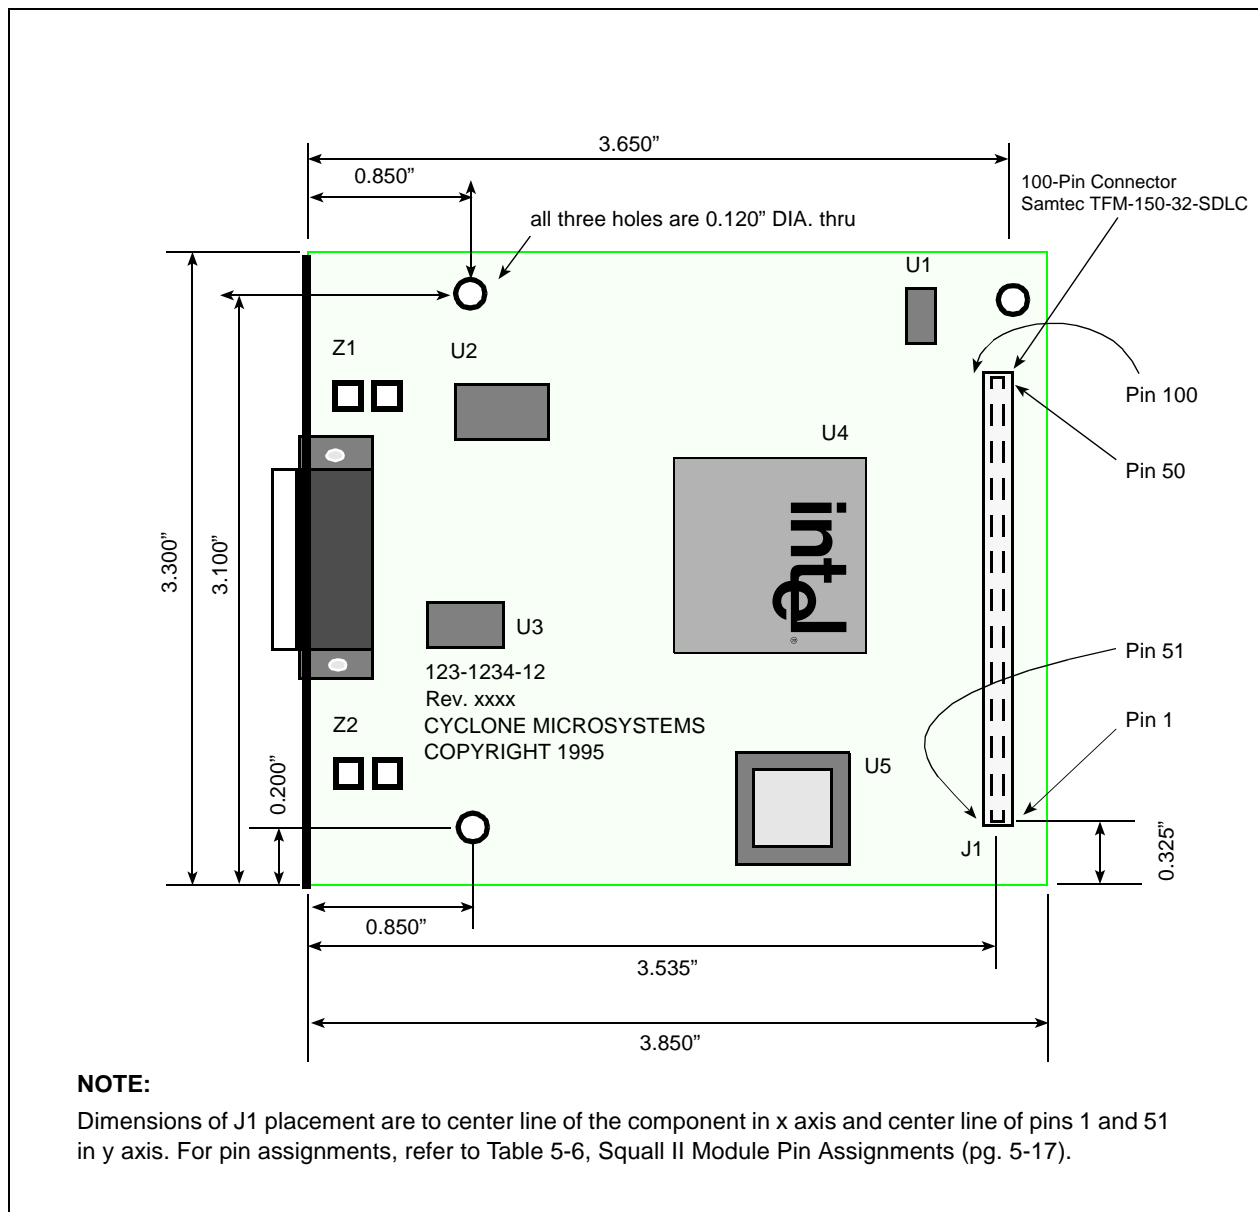 3.650”
0.850”
100-Pin Connector
Samtec TFM-150-32-SDLC
all three holes are 0.120” DIA. thru
U1
Z1
U2
Pin 100
U4
Pin 50
intel
®
3.300”
3.100”
U3
123-1234-12
Rev. xxxx
CYCLONE MICROSYSTEMS
COPYRIGHT 1995
Pin 51
Z2
Pin 1
U5
0.200”
J1
0.325”
0.850”
3.535”
3.850”
NOTE:
Dimensions of J1 placement are to center line of the component in x axis and center line of pins 1 and 51
in y axis. For pin assignments, refer to Table 5-6, Squall II Module Pin Assignments (pg. 5-17).